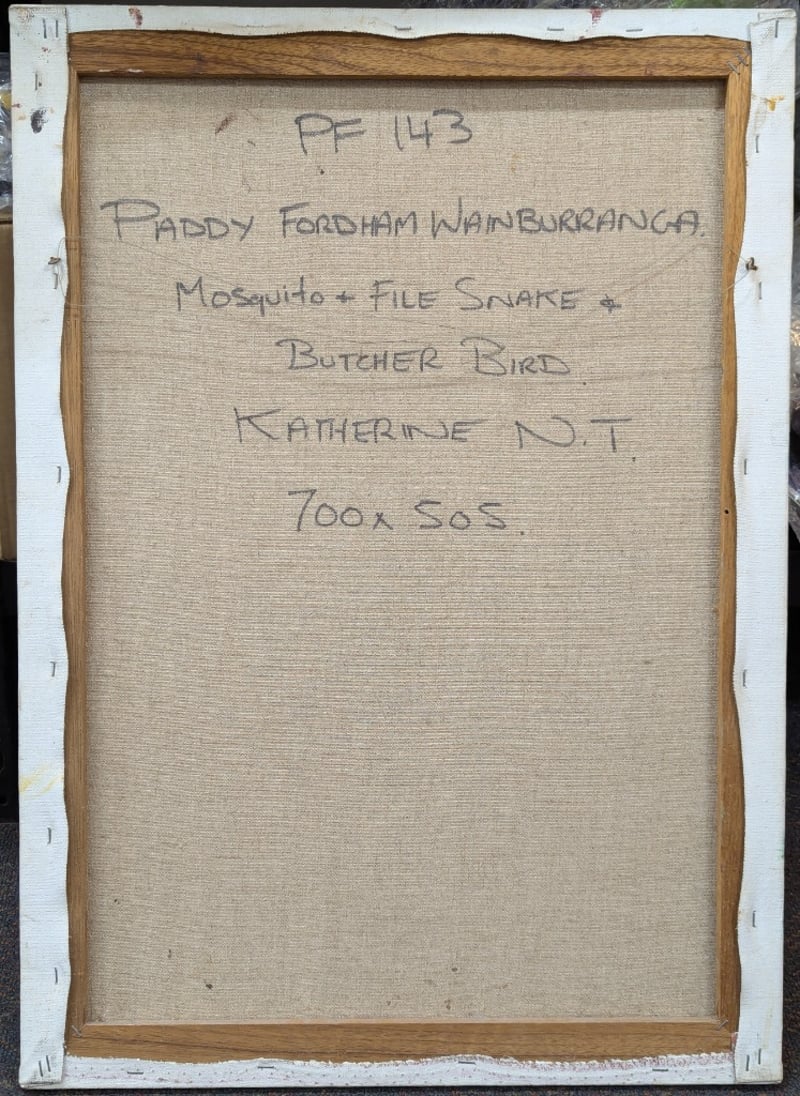 PF 143
PADDY FORDHAM WAINBURRANGA.
Mosquito + FILE SNAKE +
BUTCHER BIRD.
KATHERINE N.T.
700x 505.